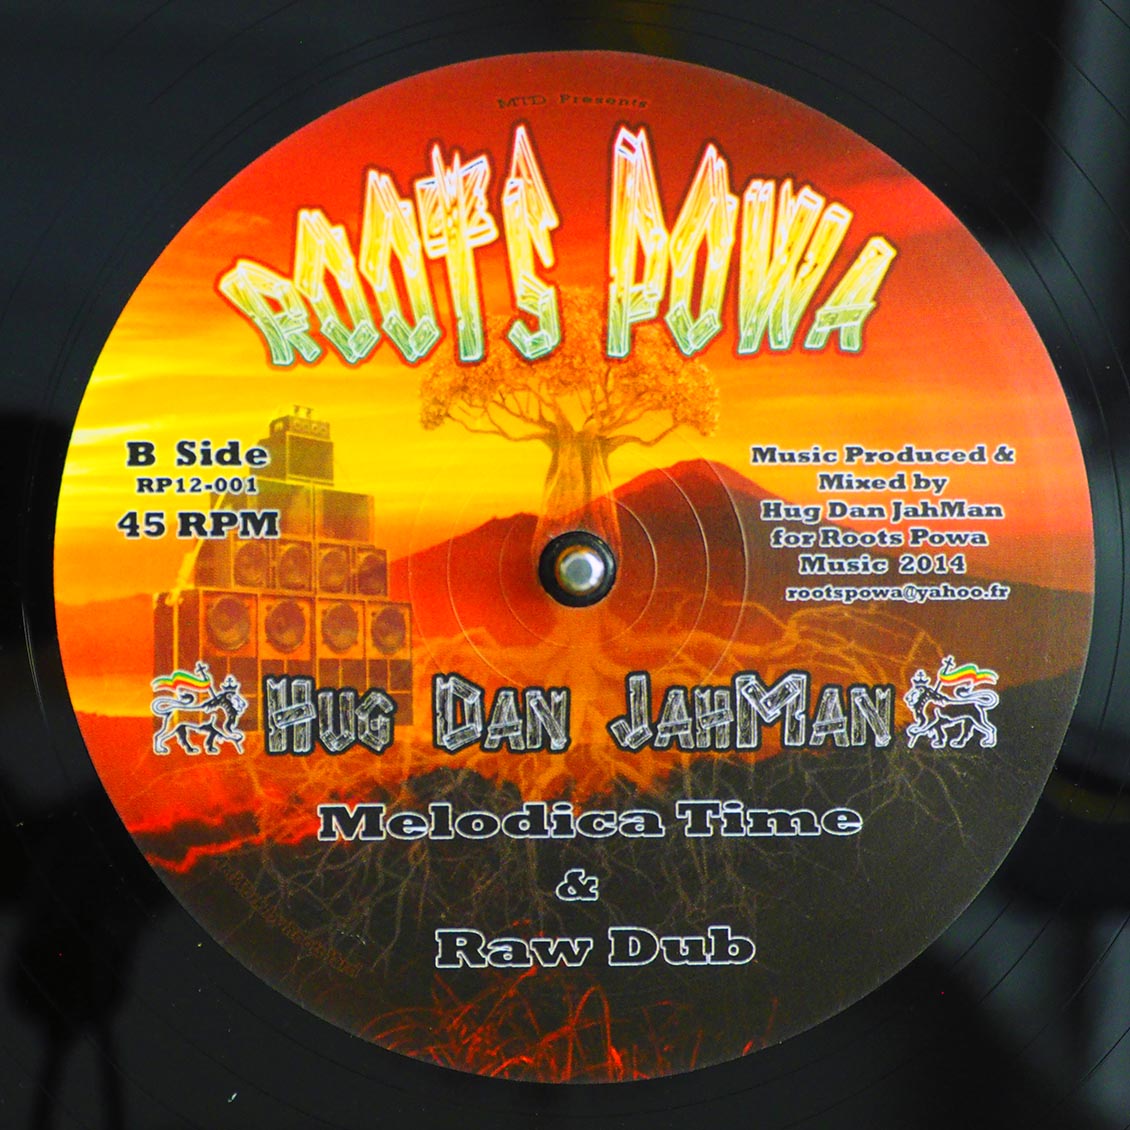 MTD Presents
ROOTS POWA
B Side
RP12-001
45 RPM
Music Produced &
Mixed by
Hug Dan JahMan
for Roots Powa
Music 2014
rootspowa@yahoo.fr
HUG DAN JAHMAN
Melodica Time
&
Raw Dub